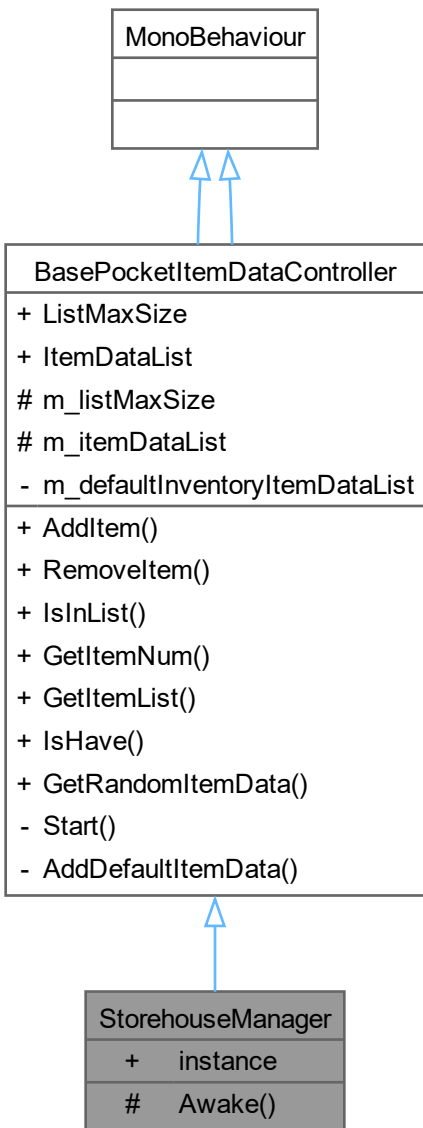 MonoBehaviour
BasePocketItemDataController
+ ListMaxSize
+ ItemDataList
# m_listMaxSize
# m_itemDataList
- m_defaultInventoryItemDataList
+ AddItem()
+ RemoveItem()
+ IsInList()
+ GetItemNum()
+ GetItemList()
+ IsHave()
+ GetRandomItemData()
- Start()
- AddDefaultItemData()
StorehouseManager
+ instance
# Awake()